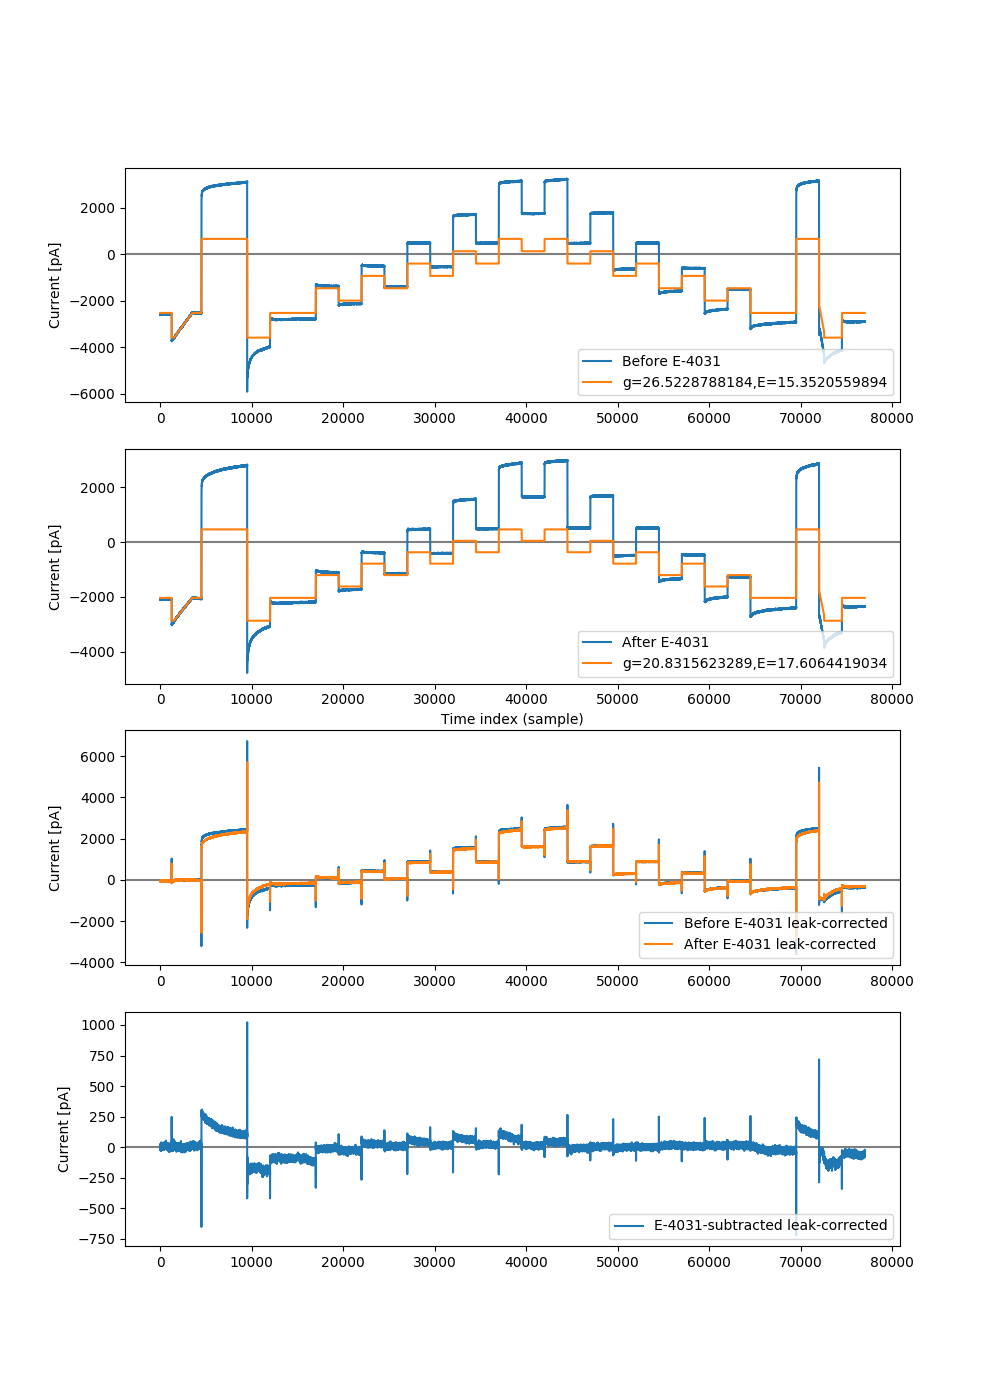 2000
0
−2000
−4000
−6000
Current [pA]
Before E-4031
g=26.5228788184,E=15.3520559894
0 10000 20000 30000 40000 50000 60000 70000 80000
2000
0
−2000
−4000
Current [pA]
After E-4031
g=20.8315623289,E=17.6064419034
0 10000 20000 30000 40000 50000 60000 70000 80000
Time index (sample)
6000
4000
2000
0
−2000
−4000
Current [pA]
Before E-4031 leak-corrected
After E-4031 leak-corrected
0 10000 20000 30000 40000 50000 60000 70000 80000
1000
750
500
250
0
−250
−500
−750
Current [pA]
E-4031-subtracted leak-corrected
0 10000 20000 30000 40000 50000 60000 70000 80000